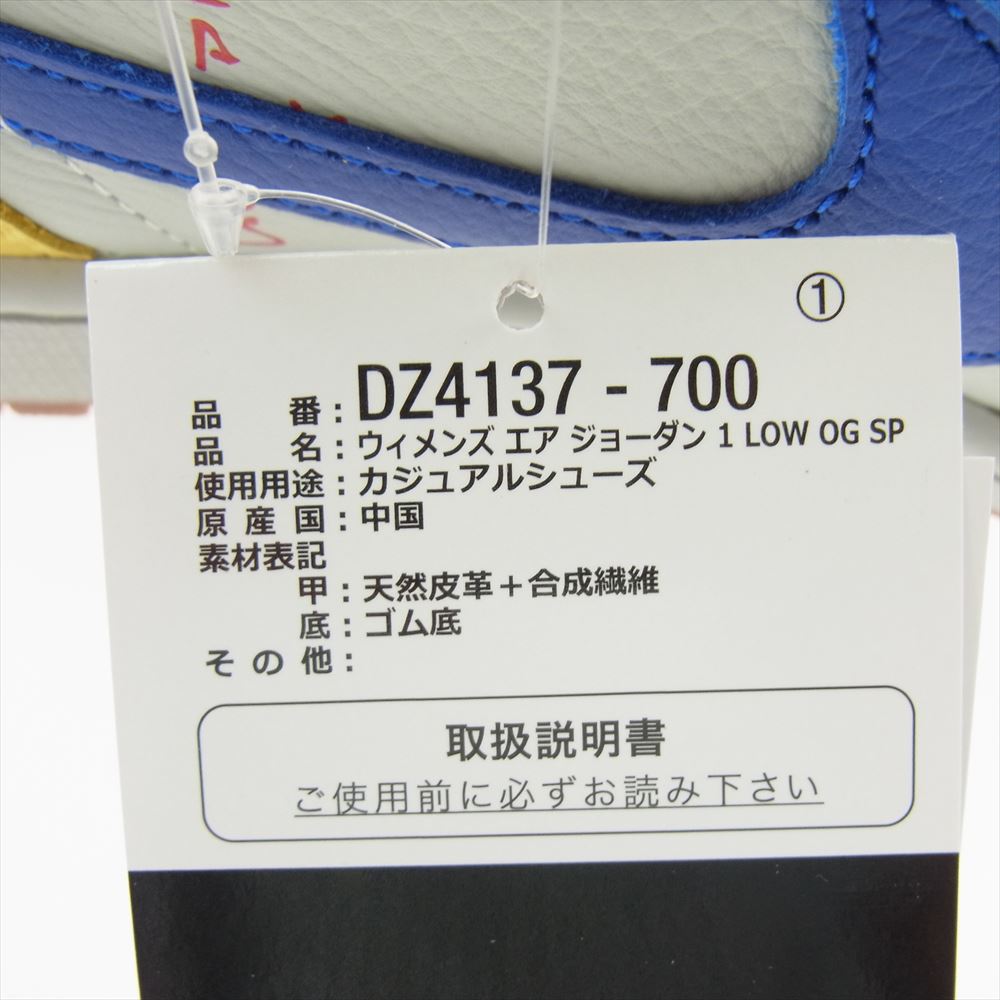 ①
品 番：DZ4137 - 700
品 名：ウィメンズ エア ジョーダン 1 LOW OG SP
使用用途：カジュアルシューズ
原 産 国：中国
素材表記
甲：天然皮革＋合成繊維
底：ゴム底
そ の 他：
取扱説明書
ご使用前に必ずお読み下さい